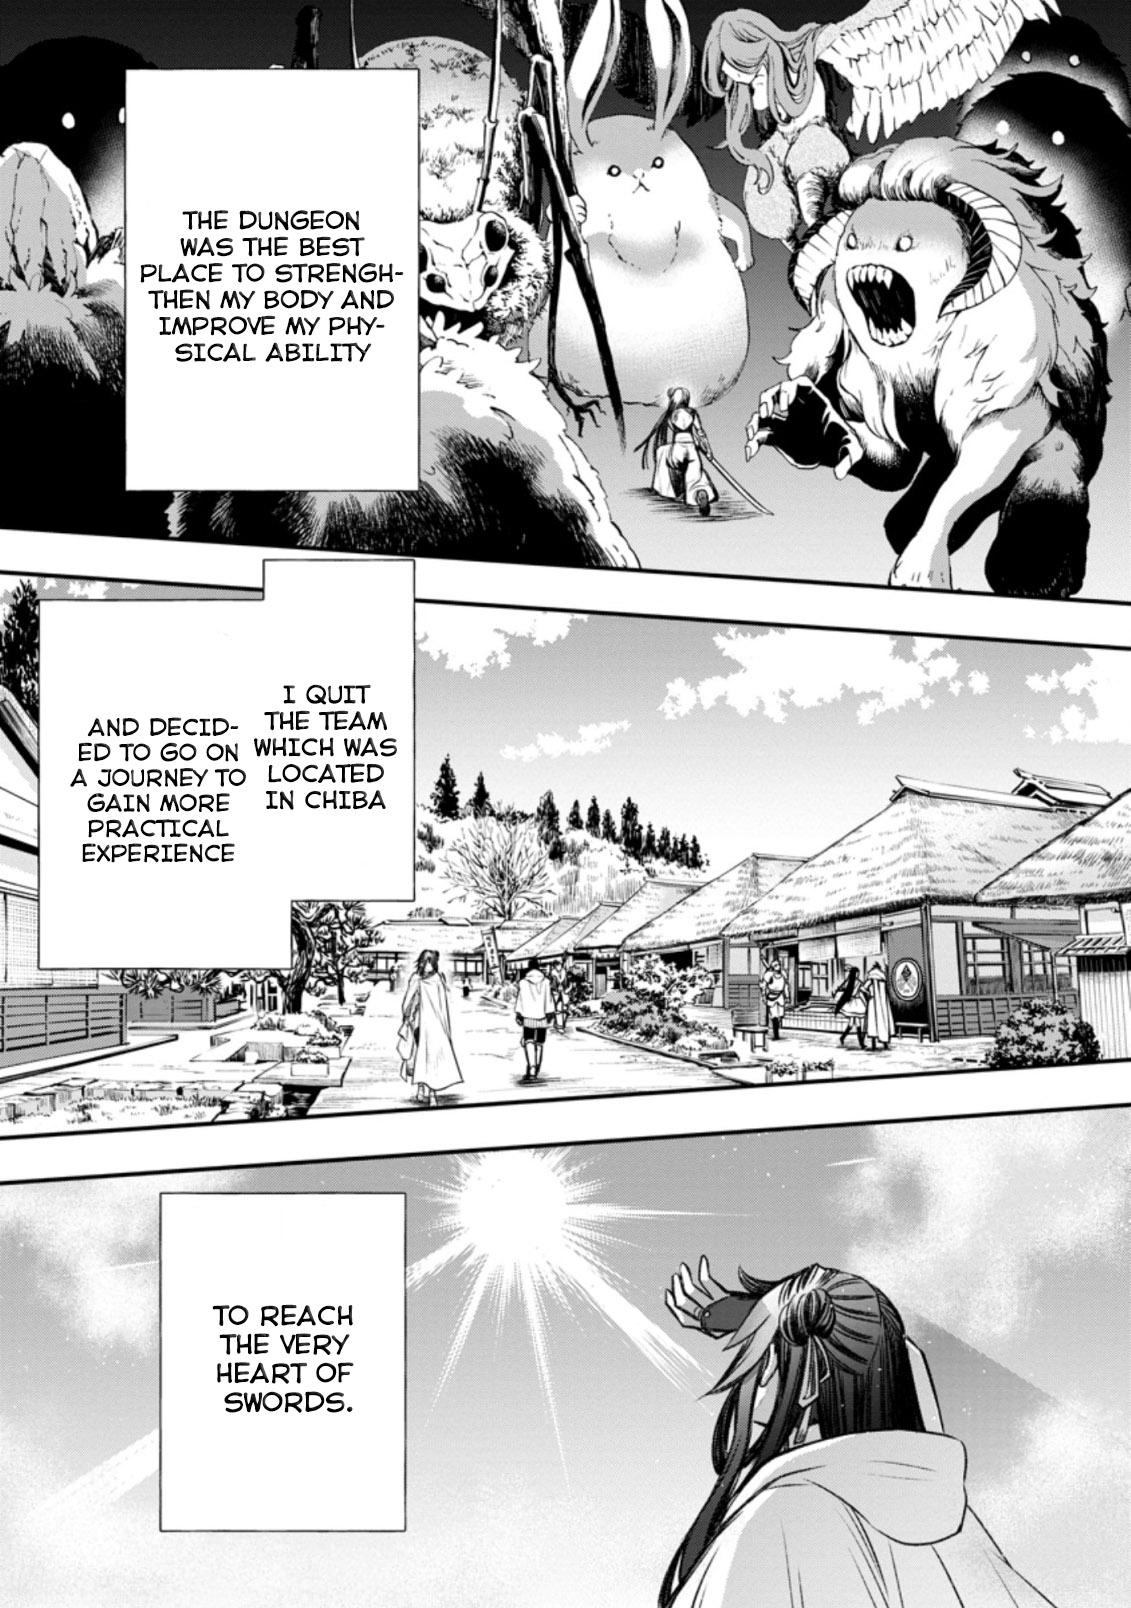 THE DUNGEON
WAS THE BEST
PLACE TO STRENGH-
THEN MY BODY AND
IMPROVE MY PHY-
SICAL ABILITY
I QUIT
THE TEAM
WHICH WAS
LOCATED
IN CHIBA
AND DECID-
ED TO GO ON
A JOURNEY TO
GAIN MORE
PRACTICAL
EXPERIENCE
TO REACH
THE VERY
HEART OF
SWORDS.